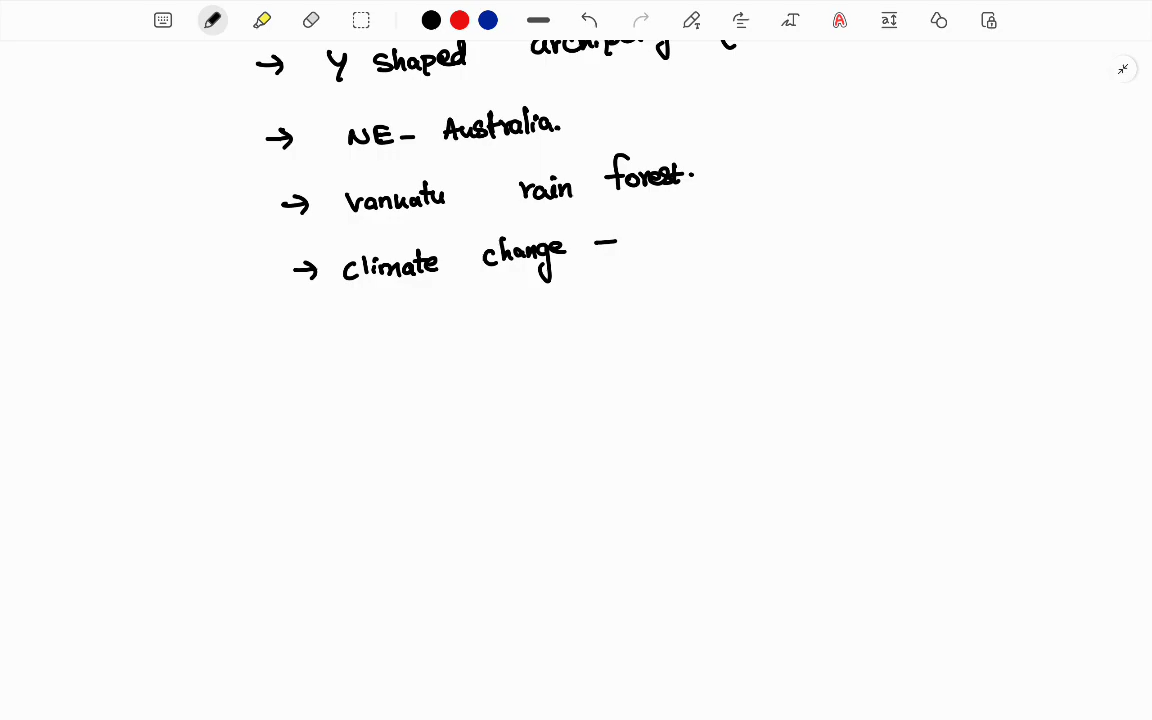 → Y shaped
→ NE - Australia.
→ Vanuatu rain forest.
→ climate change -